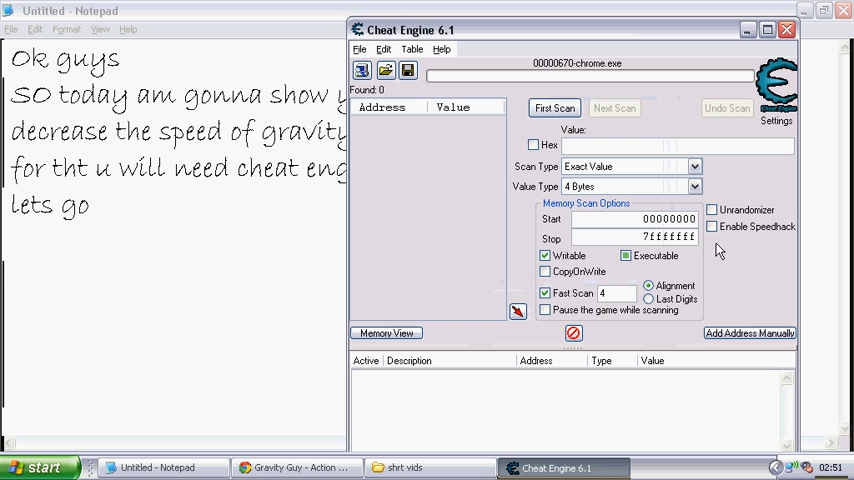 Untitled - Notepad
File Edit Format View Help
Ok guys
SO today am gonna show y
decrease the speed of gravity
for tht u will need cheat eng
lets go
Cheat Engine 6.1
File Edit Table Help
00000670-chrome.exe
Found: 0
Address Value
First Scan Next Scan Undo Scan
Cheat Engine
Settings
Value:
Hex
Scan Type Exact Value
Value Type 4 Bytes
Memory Scan Options
Start 00000000
Stop 7fffffff
Unrandomizer
Enable Speedhack
Writable Executable
CopyOnWrite
Fast Scan 4 Alignment
Last Digits
Pause the game while scanning
Memory View Add Address Manually
Active Description Address Type Value
start Untitled - Notepad Gravity Guy - Action ... shrt vids Cheat Engine 6.1 02:51